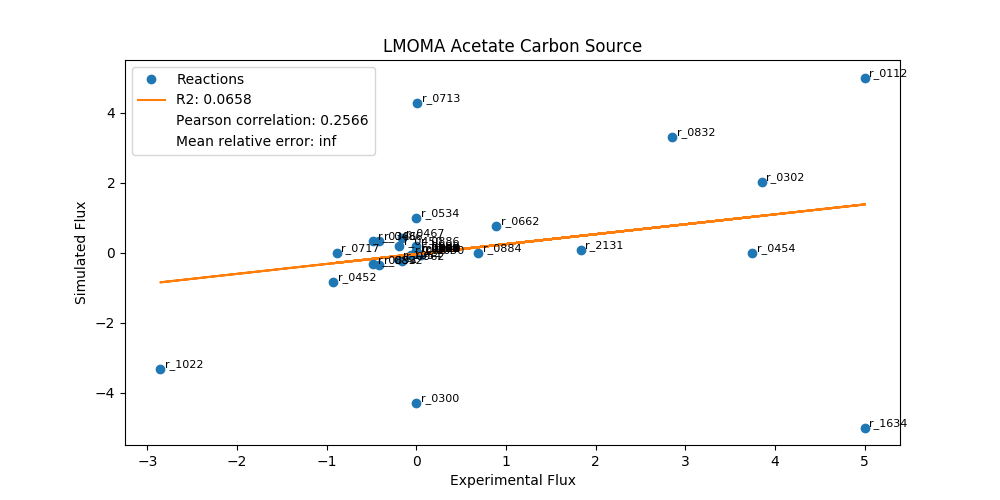 LMOMA Acetate Carbon Source
Reactions
R2: 0.0658
Pearson correlation: 0.2566
Mean relative error: inf
r_0112
r_0713
r_0832
r_0302
r_0534
r_0662
r_0467
r_0886
r_0717
r_0884
r_2131
r_0454
r_0452
r_1022
r_0300
r_1634
4
2
0
−2
−4
Simulated Flux
−3
−2
−1
0
1
2
3
4
5
Experimental Flux